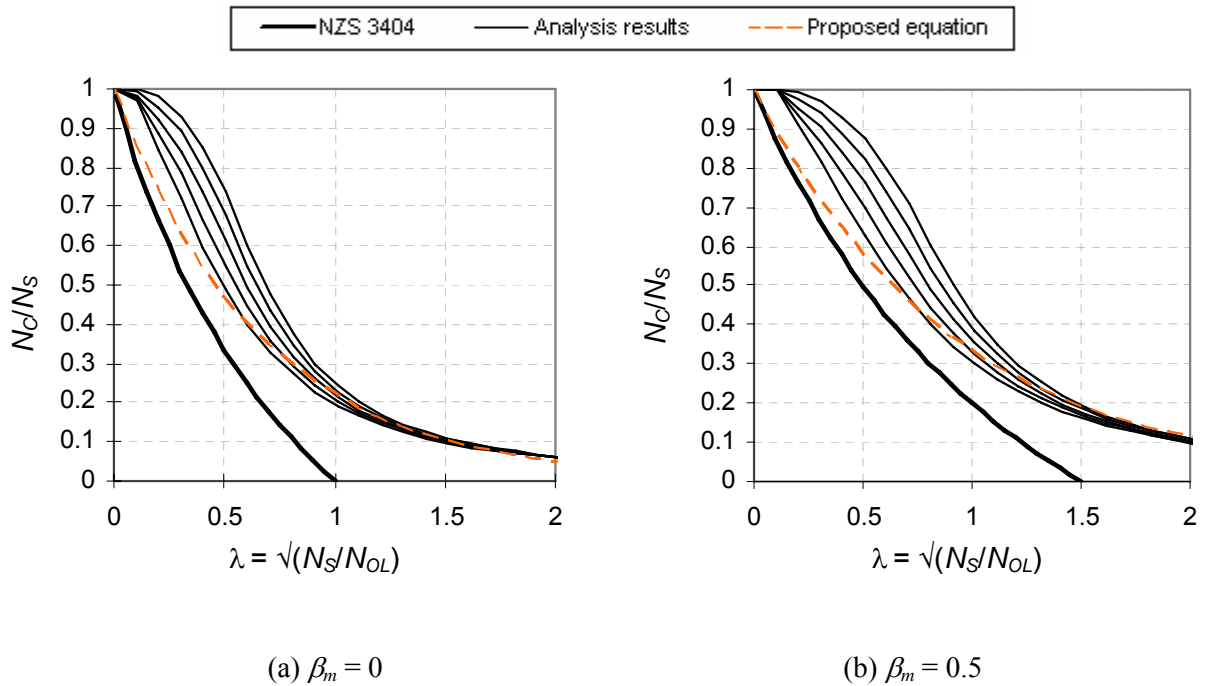 NZS 3404 Analysis results Proposed equation
1
0.9
0.8
0.7
0.6
0.5
0.4
0.3
0.2
0.1
0
N_C/N_S
0 0.5 1 1.5 2
λ = √(N_S/N_OL)
(a) β_m = 0
1
0.9
0.8
0.7
0.6
0.5
0.4
0.3
0.2
0.1
0
N_C/N_S
0 0.5 1 1.5 2
λ = √(N_S/N_OL)
(b) β_m = 0.5